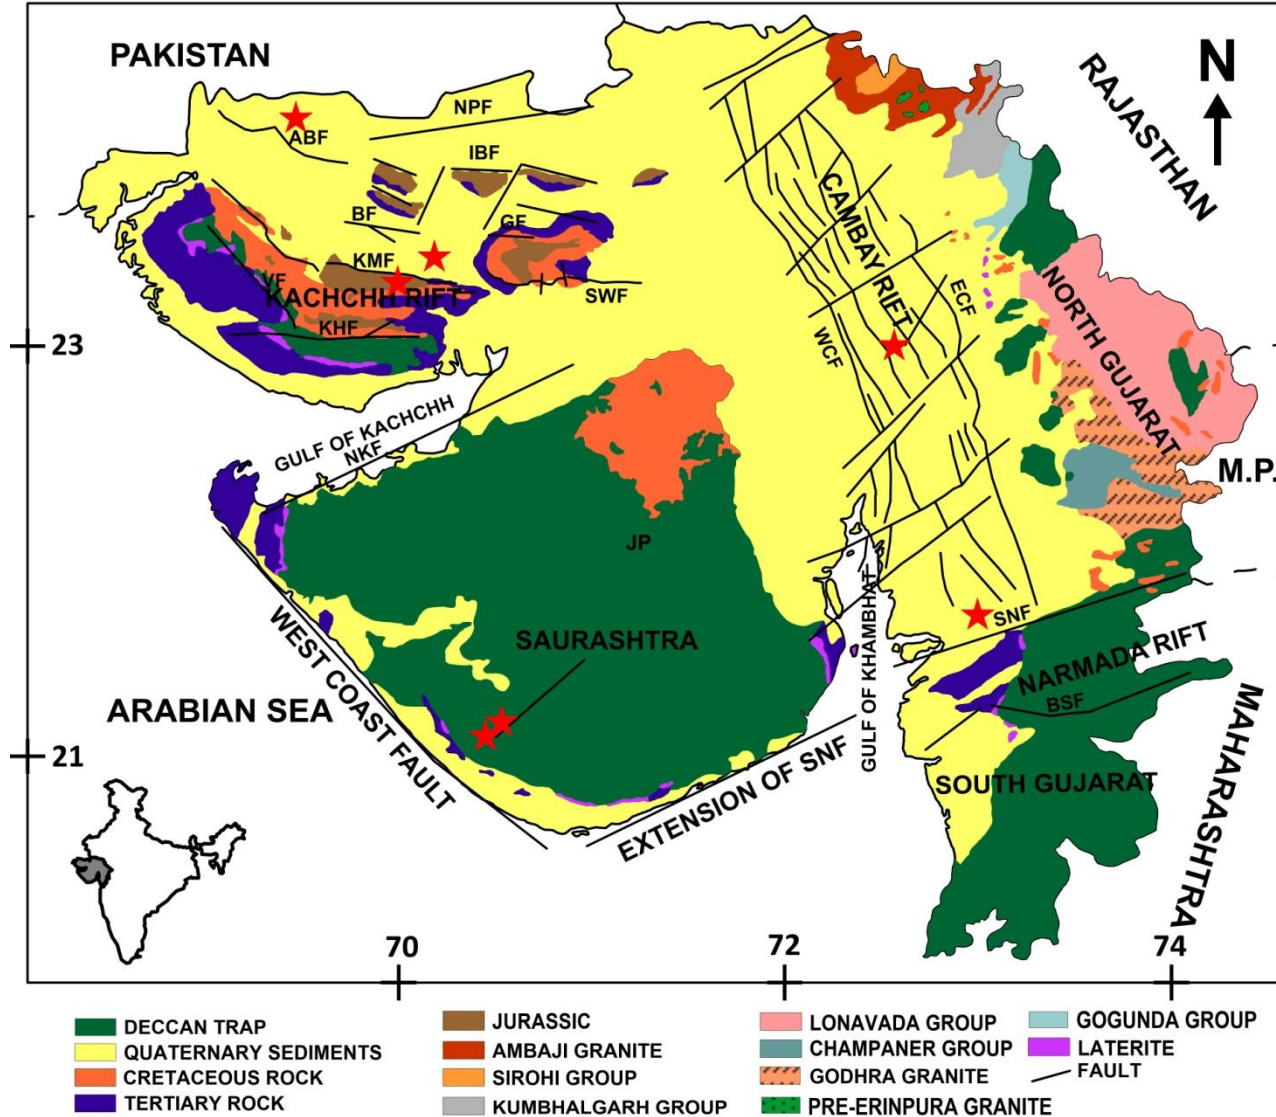 PAKISTAN
N
RAJASTHAN
NPF
ABF
IBF
BF
GF
KMF
VF
KACHCHH RIFT
KHF
SWF
CAMBAY RIFT
ECF
WCF
NORTH GUJARAT
M.P.
23
GULF OF KACHCHH
NKF
JP
SAURASHTRA
WEST COAST FAULT
ARABIAN SEA
GULF OF KHAMBHAT
SNF
NARMADA RIFT
BSF
21
SOUTH GUJARAT
EXTENSION OF SNF
MAHARASHTRA
70
72
74
DECCAN TRAP
QUATERNARY SEDIMENTS
CRETACEOUS ROCK
TERTIARY ROCK
JURASSIC
AMBAJI GRANITE
SIROHI GROUP
KUMBHALGARH GROUP
LONAVADA GROUP
CHAMPANER GROUP
GODHRA GRANITE
PRE-ERINPURA GRANITE
GOGUNDA GROUP
LATERITE
FAULT